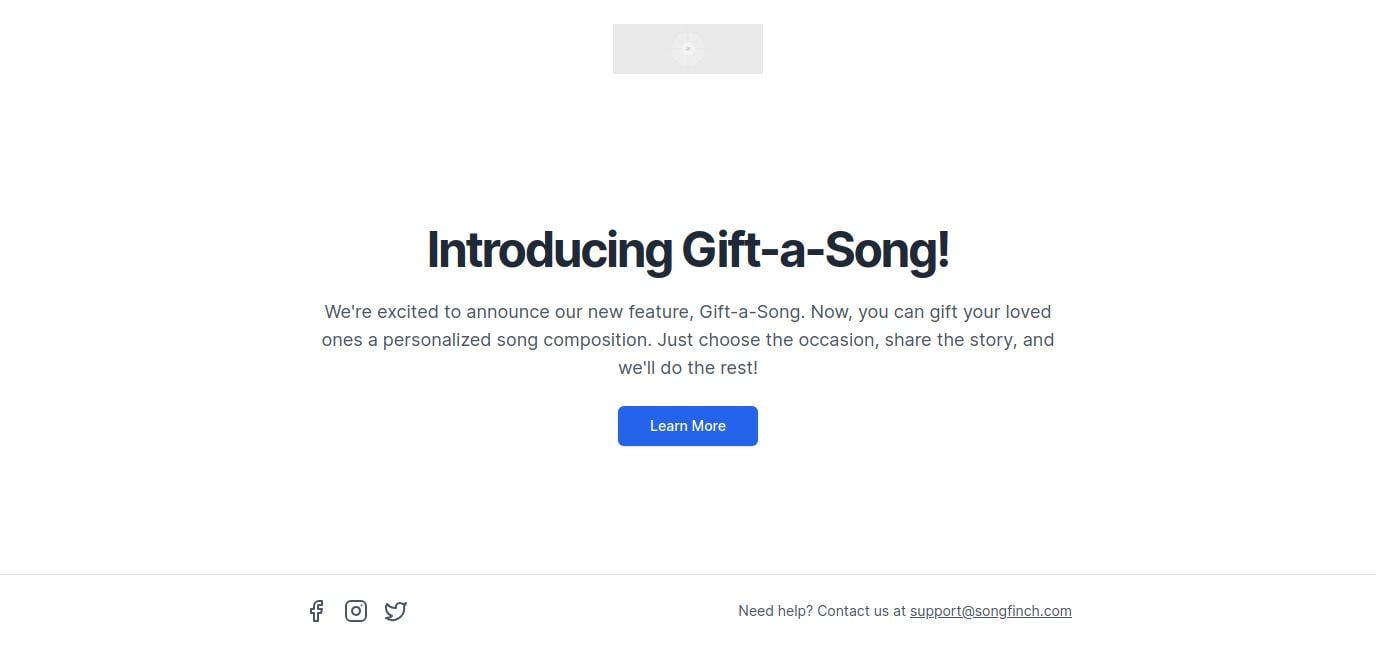 Introducing Gift-a-Song!
We're excited to announce our new feature, Gift-a-Song. Now, you can gift your loved
ones a personalized song composition. Just choose the occasion, share the story, and
we'll do the rest!
Learn More
Need help? Contact us at support@songfinch.com